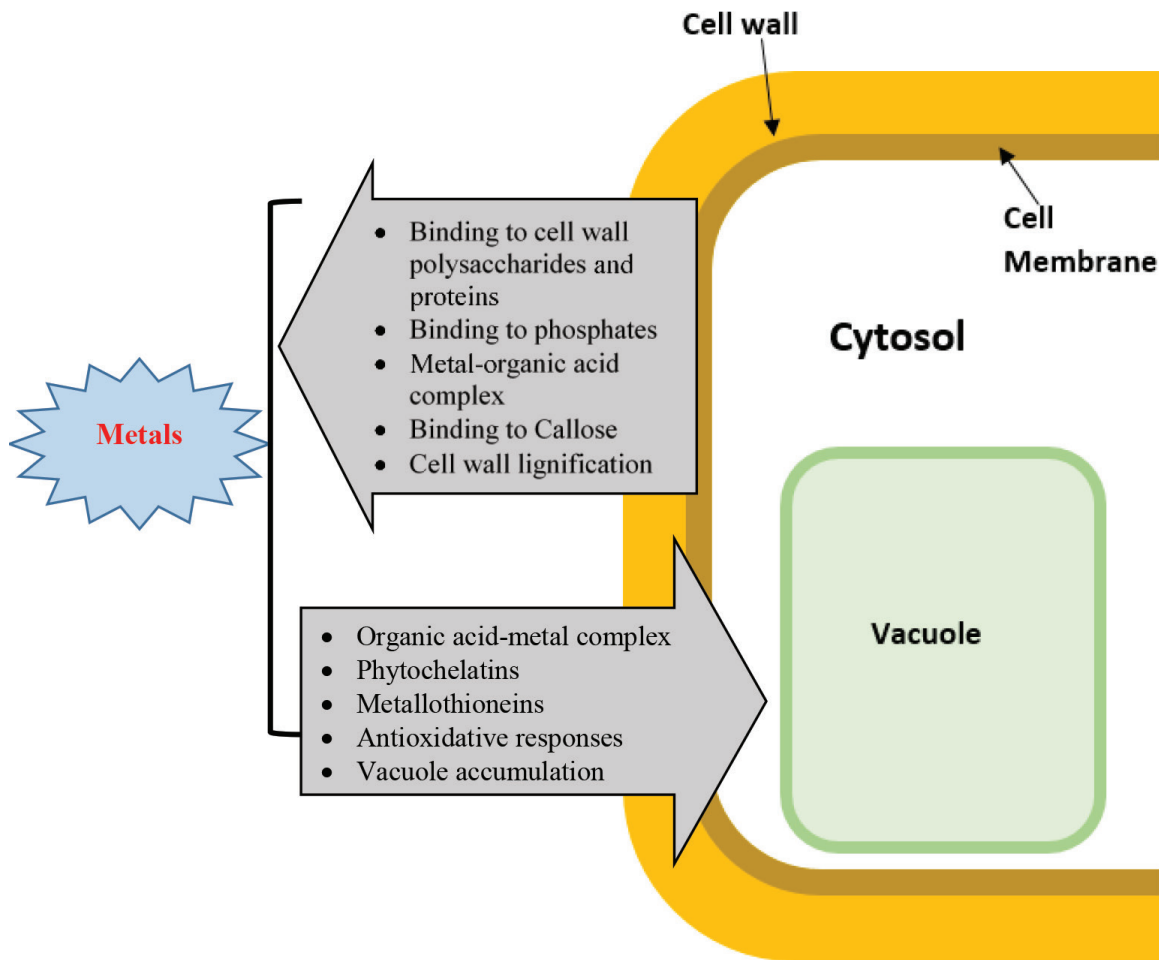 Cell wall
Cell
Membrane
• Binding to cell wall
polysaccharides and
proteins
• Binding to phosphates
• Metal-organic acid
complex
• Binding to Callose
• Cell wall lignification
Cytosol
Metals
• Organic acid-metal complex
• Phytochelatins
• Metallothioneins
• Antioxidative responses
• Vacuole accumulation
Vacuole